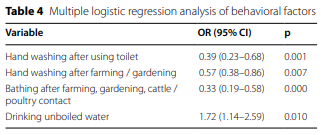 Table 4 Multiple logistic regression analysis of behavioral factors
Variable OR (95% CI) p
Hand washing after using toilet 0.39 (0.23–0.68) 0.001
Hand washing after farming / gardening 0.57 (0.38–0.86) 0.007
Bathing after farming, gardening, cattle / 0.33 (0.19–0.58) 0.000
poultry contact
Drinking unboiled water 1.72 (1.14–2.59) 0.010